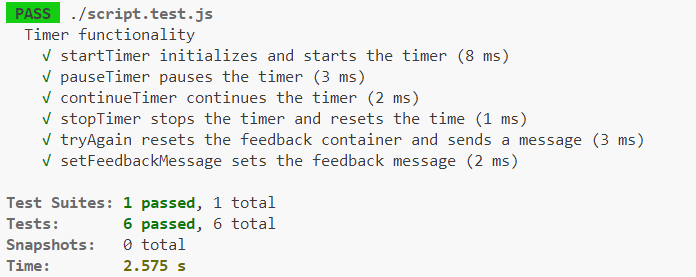 PASS ./script.test.js
Timer functionality
√ startTimer initializes and starts the timer (8 ms)
√ pauseTimer pauses the timer (3 ms)
√ continueTimer continues the timer (2 ms)
√ stopTimer stops the timer and resets the time (1 ms)
√ tryAgain resets the feedback container and sends a message (3 ms)
√ setFeedbackMessage sets the feedback message (2 ms)
Test Suites: 1 passed, 1 total
Tests: 6 passed, 6 total
Snapshots: 0 total
Time: 2.575 s